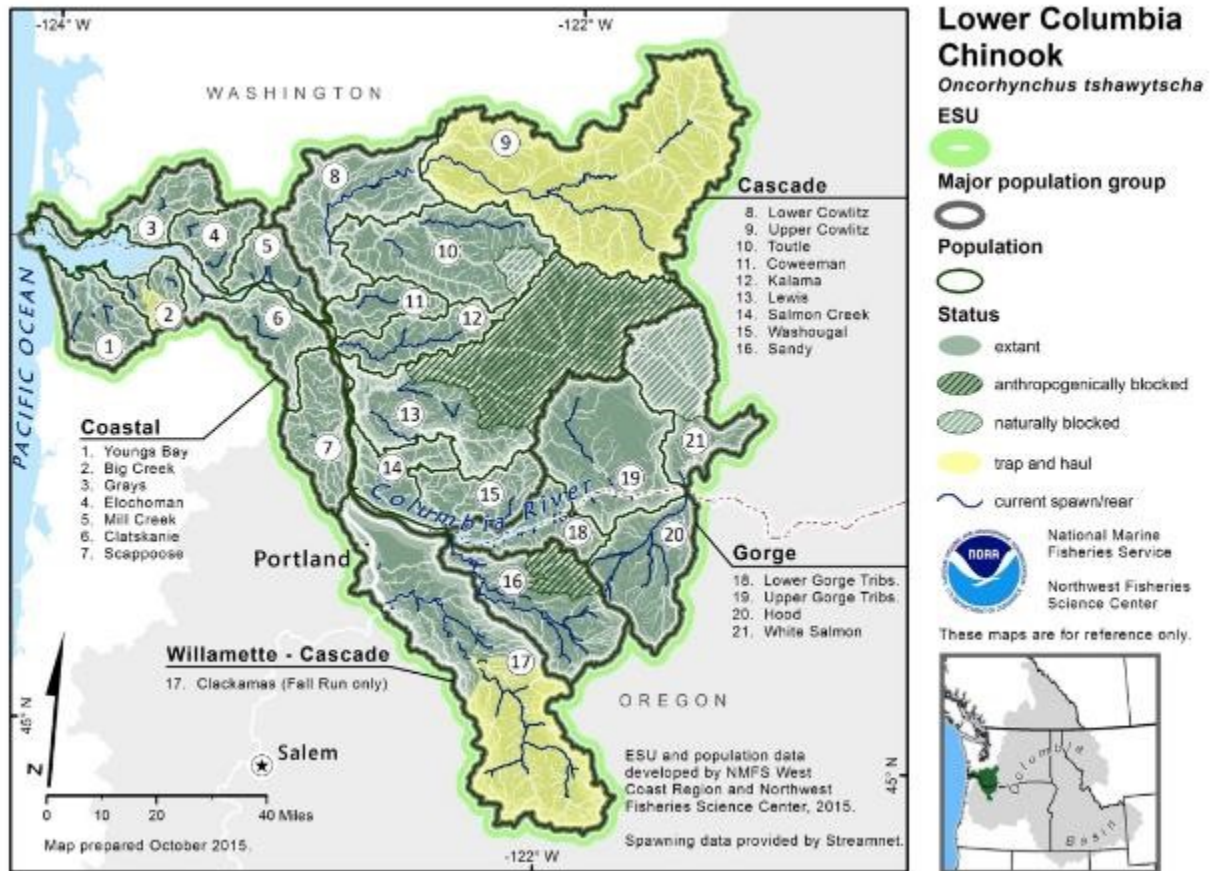 -124° W
-122° W
WASHINGTON
9
8
3
4
5
10
2
1
6
11
12
13
7
14
15
21
19
18
20
16
17
PACIFIC OCEAN
Columbia River
Cascade
8. Lower Cowlitz
9. Upper Cowlitz
10. Toutle
11. Coweeman
12. Kalama
13. Lewis
14. Salmon Creek
15. Washougal
16. Sandy
Coastal
1. Youngs Bay
2. Big Creek
3. Grays
4. Elochoman
5. Mill Creek
6. Clatskanie
7. Scappoose
Portland
Gorge
18. Lower Gorge Tribs.
19. Upper Gorge Tribs.
20. Hood
21. White Salmon
Willamette - Cascade
17. Clackamas (Fall Run only)
OREGON
45° N
Salem
N
0 10 20 40 Miles
Map prepared October 2015.
ESU and population data
developed by NMFS West
Coast Region and Northwest
Fisheries Science Center, 2015.
Spawning data provided by Streamnet.
45° N
-122° W
Lower Columbia
Chinook
Oncorhynchus tshawytscha
ESU
Major population group
Population
Status
extant
anthropogenically blocked
naturally blocked
trap and haul
current spawn/rear
NOAA
National Marine
Fisheries Service
Northwest Fisheries
Science Center
These maps are for reference only.
Columbia
Basin